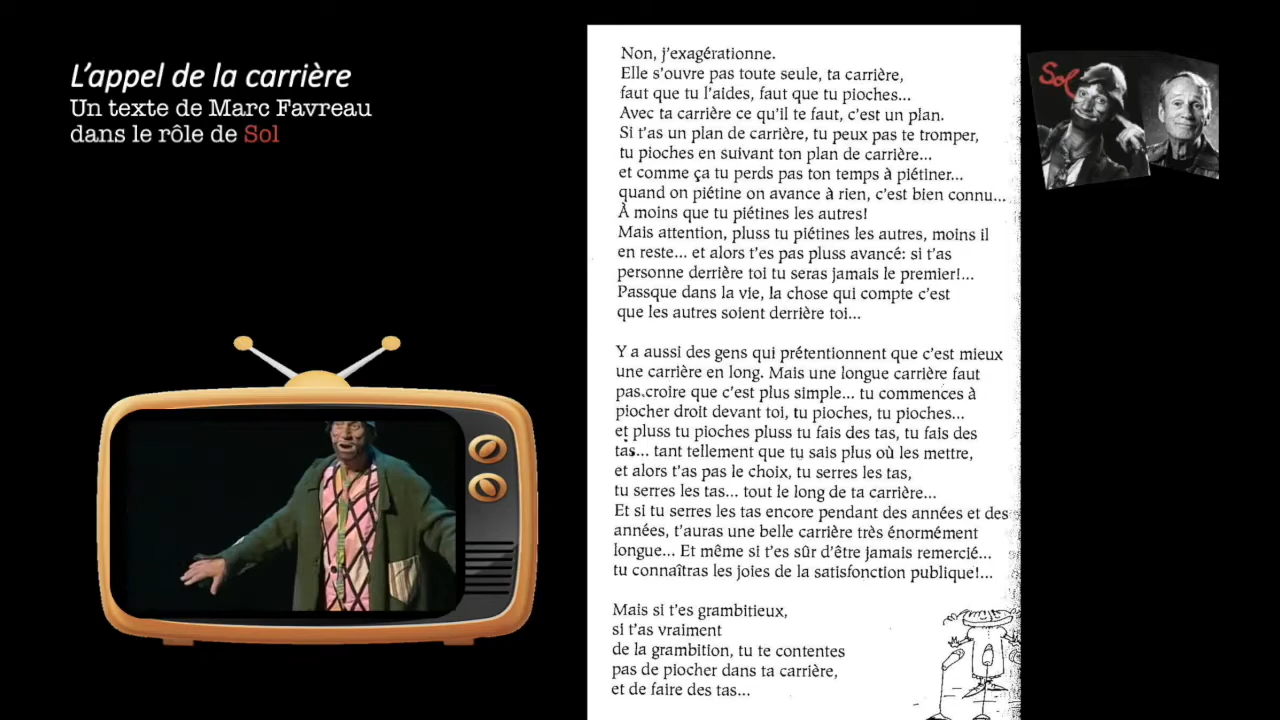 L'appel de la carrière
Un texte de Marc Favreau
dans le rôle de Sol
Non, j'exagérationne.
Elle s'ouvre pas toute seule, ta carrière,
faut que tu l'aides, faut que tu pioches...
Avec ta carrière ce qu'il te faut, c'est un plan.
Si t'as un plan de carrière, tu peux pas te tromper,
tu pioches en suivant ton plan de carrière...
et comme ça tu perds pas ton temps à piétiner...
quand on piétine on avance à rien, c'est bien connu...
À moins que tu piétines les autres!
Mais attention, pluss tu piétines les autres, moins il
en reste... et alors t'es pas pluss avancé: si t'as
personne derrière toi tu seras jamais le premier!...
Passque dans la vie, la chose qui compte c'est
que les autres soient derrière toi...
Y a aussi des gens qui prétentionnent que c'est mieux
une carrière en long. Mais une longue carrière faut
pas croire que c'est plus simple... tu commences à
piocher droit devant toi, tu pioches, tu pioches...
et pluss tu pioches pluss tu fais des tas, tu fais des
tas... tant tellement que tu sais plus où les mettre,
et alors t'as pas le choix, tu serres les tas,
tu serres les tas... tout le long de ta carrière...
Et si tu serres les tas encore pendant des années et des
années, t'auras une belle carrière très énormément
longue... Et même si t'es sûr d'être jamais remercié...
tu connaîtras les joies de la satisfonction publique!...
Mais si t'es grambitieux,
si t'as vraiment
de la grambition, tu te contentes
pas de piocher dans ta carrière,
et de faire des tas...
Sol